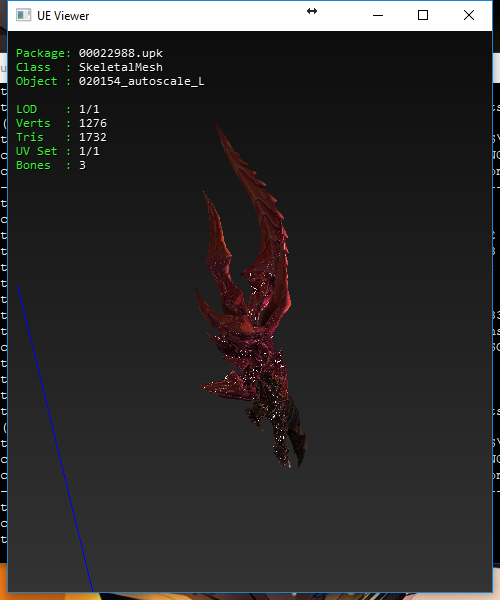 UE Viewer
Package: 00022988.upk
Class : SkeletalMesh
Object : 020154_autoscale_L
LOD : 1/1
Verts : 1276
Tris : 1732
UV Set : 1/1
Bones : 3